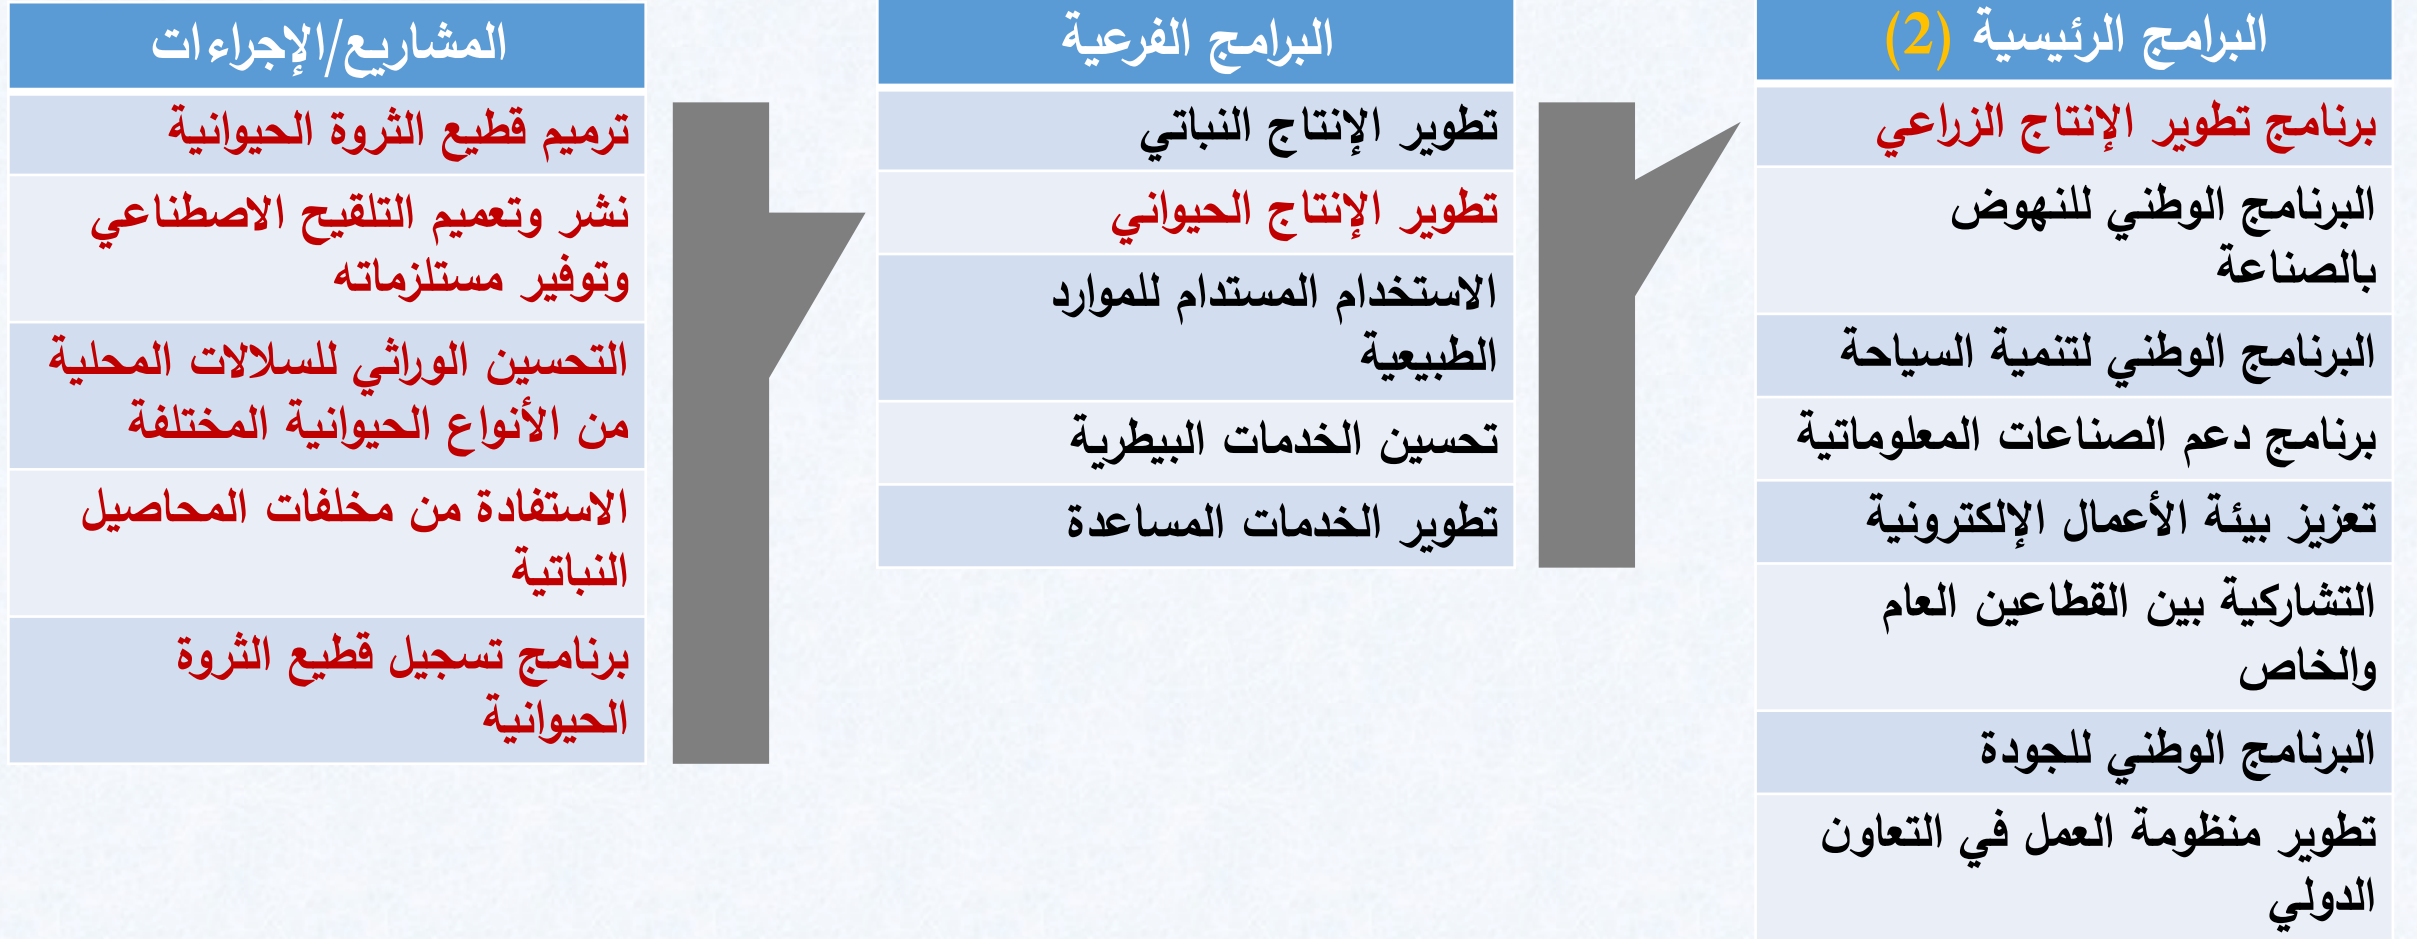 البرامج الرئيسية (2)
برنامج تطوير الإنتاج الزراعي
البرنامج الوطني للنهوض
بالصناعة
البرنامج الوطني لتنمية السياحة
برنامج دعم الصناعات المعلوماتية
تعزيز بيئة الأعمال الإلكترونية
التشاركية بين القطاعين العام
والخاص
البرنامج الوطني للجودة
تطوير منظومة العمل في التعاون
الدولي
البرامج الفرعية
تطوير الإنتاج النباتي
تطوير الإنتاج الحيواني
الاستخدام المستدام للموارد
الطبيعية
تحسين الخدمات البيطرية
تطوير الخدمات المساعدة
المشاريع/الإجراءات
ترميم قطيع الثروة الحيوانية
نشر وتعميم التلقيح الاصطناعي
وتوفير مستلزماته
التحسين الوراثي للسلالات المحلية
من الأنواع الحيوانية المختلفة
الاستفادة من مخلفات المحاصيل
النباتية
برنامج تسجيل قطيع الثروة
الحيوانية